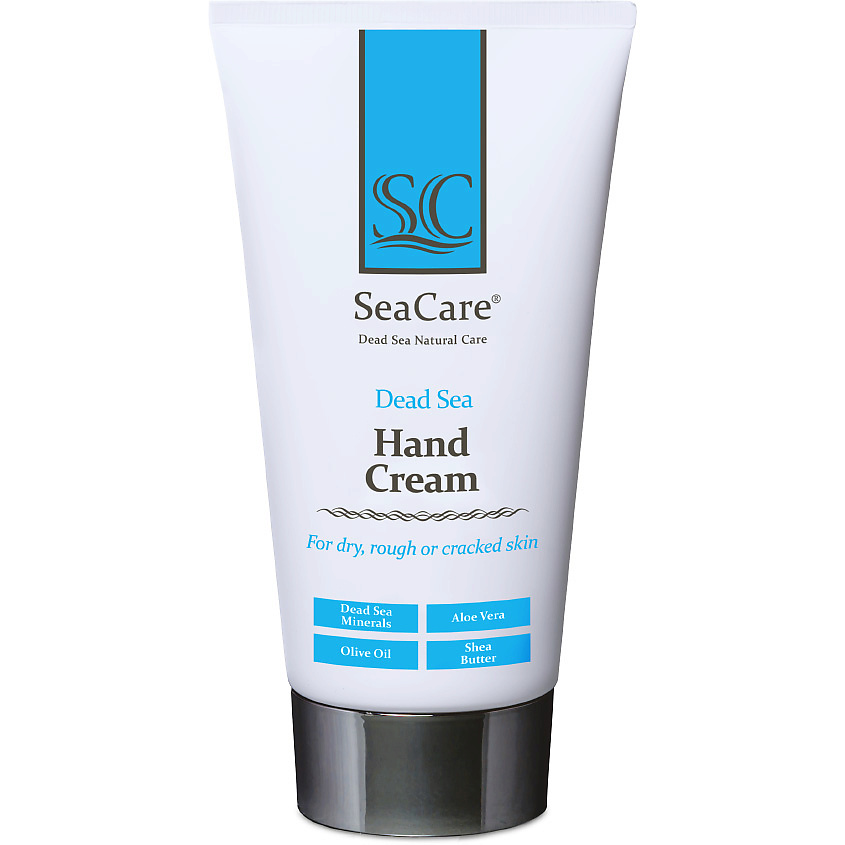 SC
SeaCare®
Dead Sea Natural Care
Dead Sea
Hand
Cream
For dry, rough or cracked skin
Dead Sea
Minerals
Aloe Vera
Olive Oil
Shea
Butter